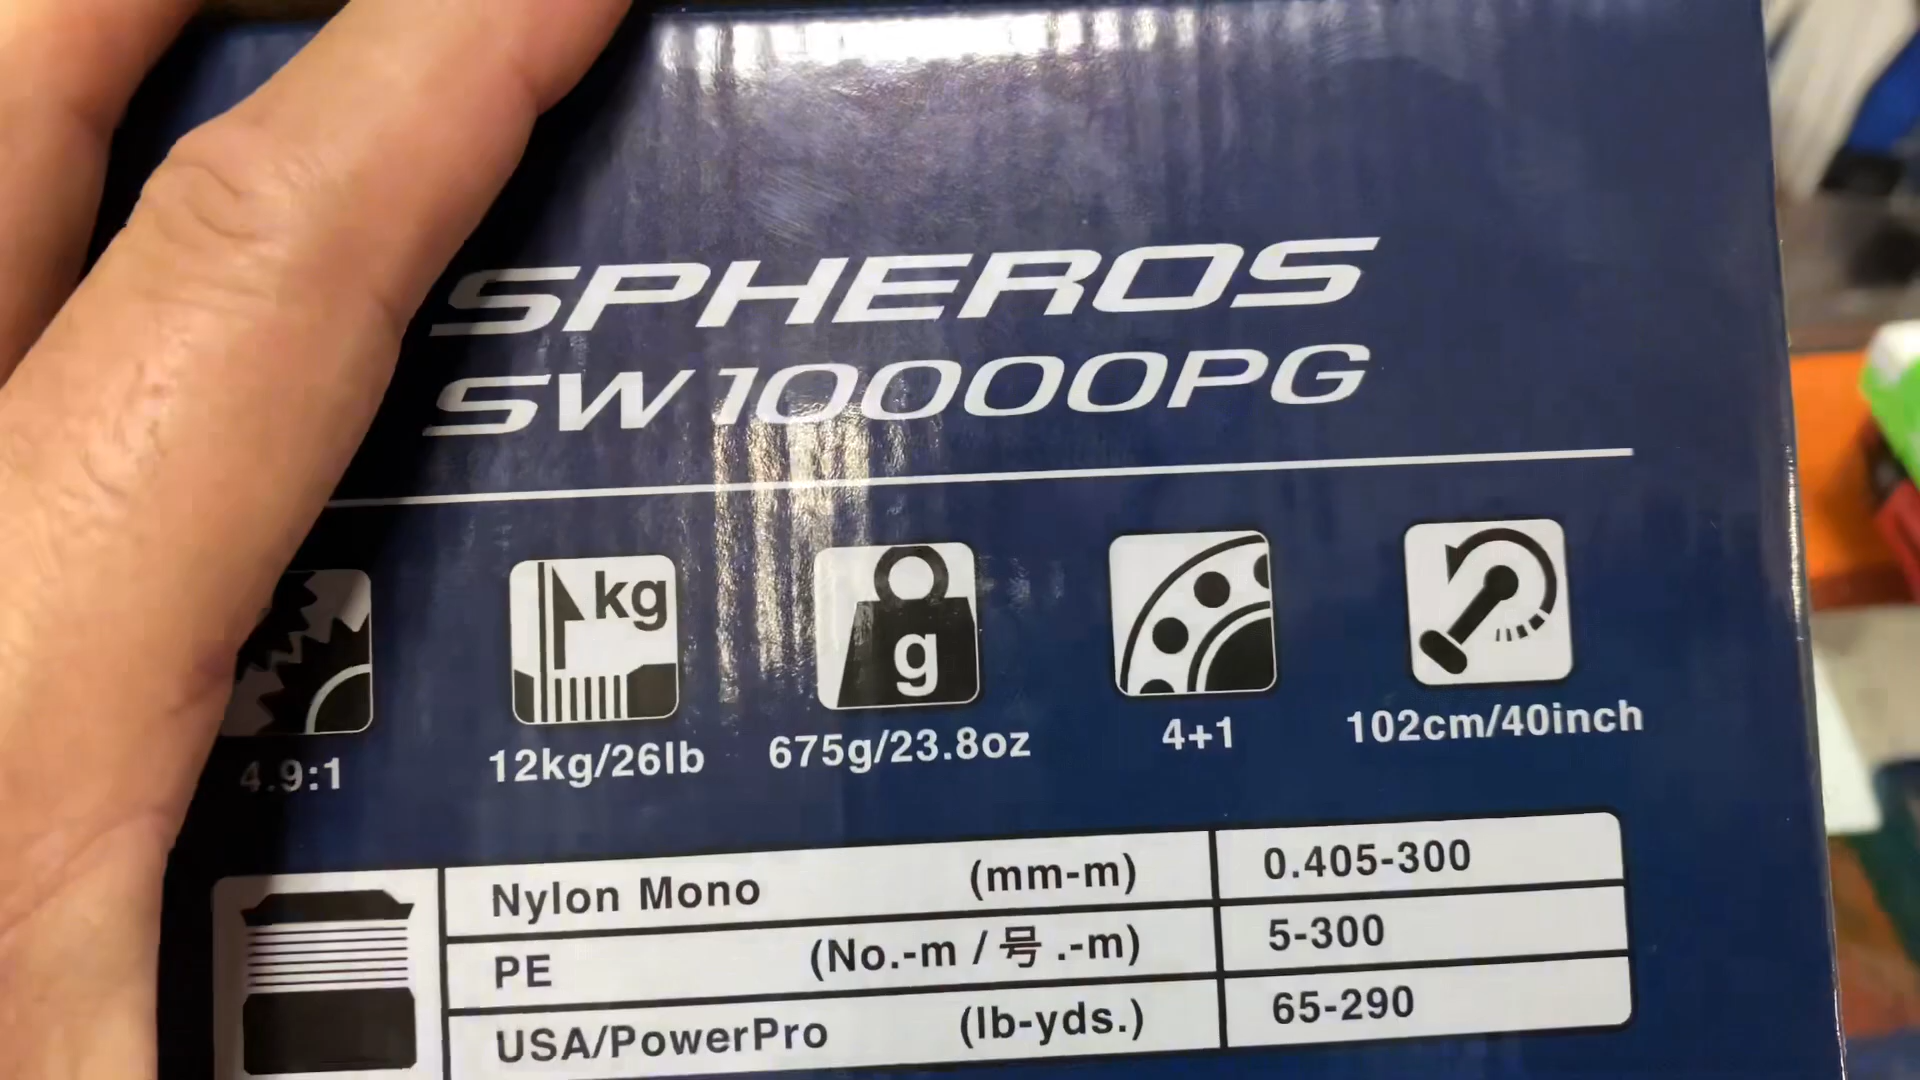 SPHEROS
SW 10000PG
kg
g
4.9:1
12kg/26lb
675g/23.8oz
4+1
102cm/40inch
Nylon Mono (mm-m) 0.405-300
PE (No.-m / 号.-m) 5-300
USA/PowerPro (lb-yds.) 65-290